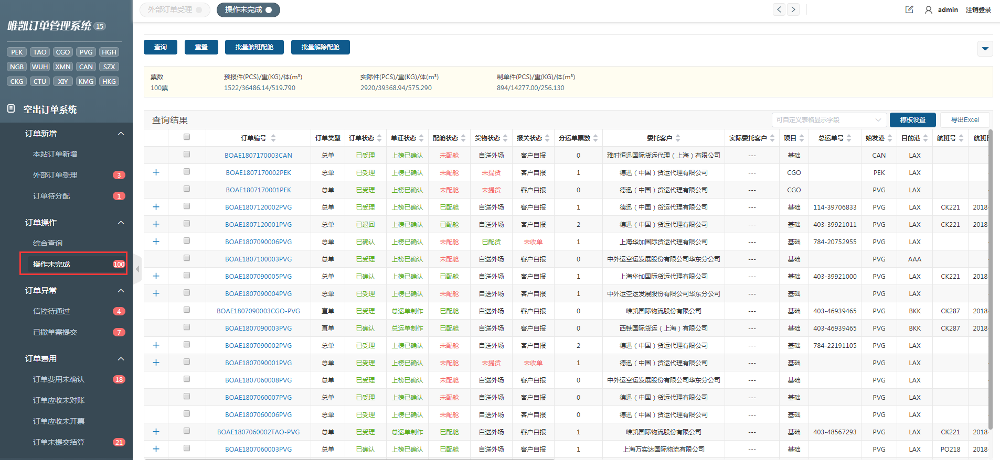 外部订单受理
操作未完成
admin
注销登录
唯凯订单管理系统 15
PEK TAO CGO PVG HGH
NGB WUH XMN CAN SZX
CKG CTU XIY KMG HKG
空出订单系统
订单新增
本站订单新增
外部订单受理 3
订单待分配 1
订单操作
综合查询
操作未完成 100
订单异常
信控待通过 4
已撤单需提交 7
订单费用
订单费用未确认 18
订单应收未对账
订单应收未开票
订单未提交结算 21
查询 重置 批量航班配舱 批量解除配舱
票数 预报件(PCS)/重(KG)/体(m³) 实际件(PCS)/重(KG)/体(m³) 制单件(PCS)/重(KG)/体(m³)
100票 1522/36486.14/519.790 2920/39368.94/575.290 894/14277.00/256.130
查询结果 可自定义表格显示字段 模板设置 导出Excel
订单编号 订单类型 订单状态 单证状态 配舱状态 货物状态 报关状态 分运单票数 委托客户 实际委托客户 项目 总运单号 始发港 目的港 航班号 航班
BOAE1807170003CAN 总单 已受理 上榜已确认 未配舱 自送外场 客户自报 0 雅时恒迅国际货运代理（上海）有限公司 --- 基础 CAN LAX
BOAE1807170002PEK 总单 已受理 上榜已确认 未配舱 未提货 客户自报 1 德迅（中国）货运代理有限公司 --- CGO PEK LAX
BOAE1807170001PEK 总单 已受理 上榜已确认 未配舱 未提货 客户自报 0 德迅（中国）货运代理有限公司 --- CGO PVG LAX
BOAE1807120002PVG 总单 已受理 上榜已确认 已配舱 自送外场 客户自报 1 德迅（中国）货运代理有限公司 --- 基础 114-39706833 PVG LAX CK221 2018-
BOAE1807120001PVG 总单 已退回 上榜已确认 已配舱 自送外场 客户自报 2 德迅（中国）货运代理有限公司 --- 基础 403-39921011 PVG LAX CK221 2018-
BOAE1807090006PVG 总单 已确认 上榜已确认 未配舱 已配货 未收单 1 上海华加国际货运代理有限公司 --- 基础 784-20752955 PVG LAX
BOAE1807100003PVG 总单 已受理 上榜已确认 未配舱 自送外场 客户自报 0 中外运空运发展股份有限公司华东分公司 --- 基础 PVG AAA
BOAE1807090005PVG 总单 已确认 上榜已确认 已配舱 自送外场 客户自报 1 上海华加国际货运代理有限公司 --- 基础 403-39921000 PVG LAX CK221 2018-
BOAE1807090004PVG 总单 已受理 上榜已确认 未配舱 自送外场 客户自报 1 中外运空运发展股份有限公司华东分公司 --- 基础 PVG LAX
BOAE1807090003CGO-PVG 直单 已受理 总运单制作 已配舱 自送外场 客户自报 0 唯凯国际物流股份有限公司 --- 基础 403-46939465 PVG BKK CK287 2018-
BOAE1807090003PVG 直单 已确认 总运单制作 已配舱 自送外场 客户自报 0 西铁国际货运（上海）有限公司 --- 基础 403-46939465 PVG BKK CK287 2018-
BOAE1807090002PVG 总单 已受理 上榜已确认 未配舱 自送外场 客户自报 2 德迅（中国）货运代理有限公司 --- 基础 784-22191105 PVG LAX
BOAE1807090001PVG 总单 已受理 上榜已确认 未配舱 未提货 未收单 1 德迅（中国）货运代理有限公司 --- 基础 PVG LAX
BOAE1807060008PVG 总单 已受理 上榜已确认 未配舱 自送外场 客户自报 0 中外运空运发展股份有限公司华东分公司 --- 基础 PVG LAX
BOAE1807060007PVG 总单 已受理 上榜已确认 未配舱 自送外场 客户自报 0 德迅（中国）货运代理有限公司 --- 基础 PVG LAX
BOAE1807060006PVG 总单 已受理 上榜已确认 未配舱 自送外场 客户自报 0 德迅（中国）货运代理有限公司 --- 基础 PVG LAX
BOAE1807060002TAO-PVG 总单 已受理 总运单制作 已配舱 自送外场 客户自报 1 唯凯国际物流股份有限公司 --- 基础 403-48567293 PVG LAX CK221 2018-
BOAE1807060003PVG 总单 已确认 上榜已确认 已配舱 自送外场 客户自报 1 上海万实达国际物流有限公司 --- 基础 PVG LAX PO218 2018-